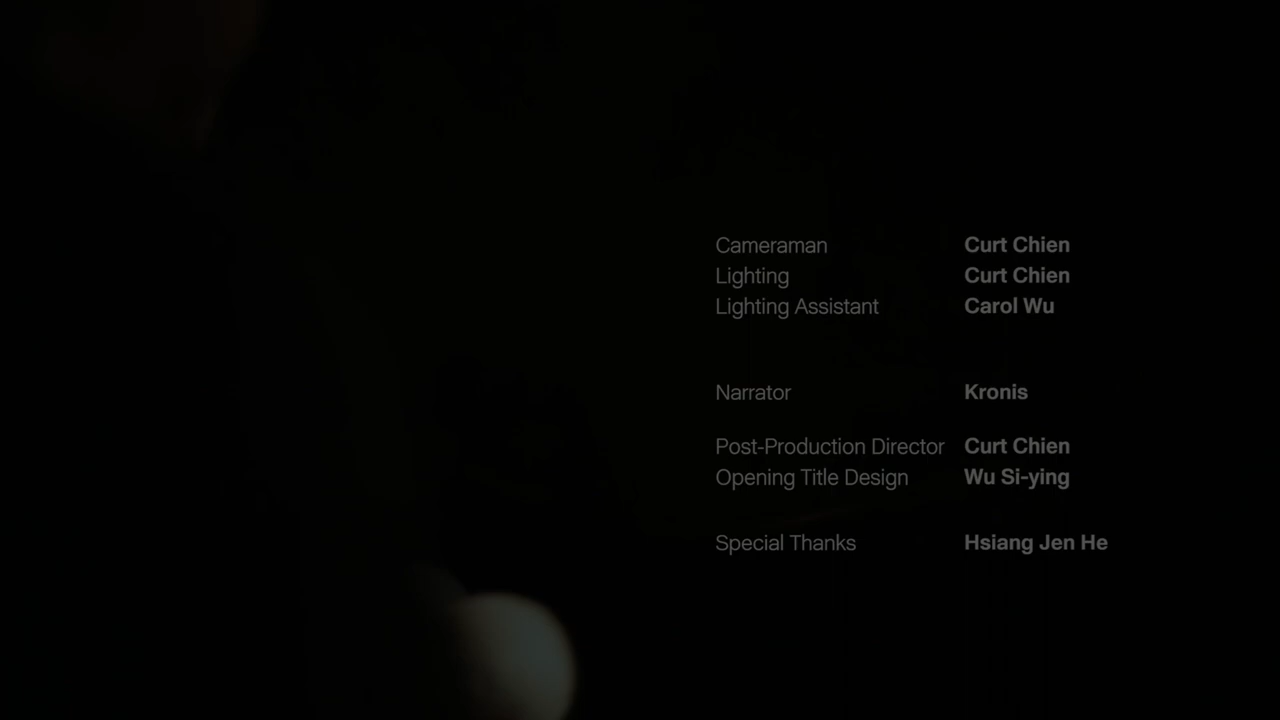 Cameraman Curt Chien
Lighting Curt Chien
Lighting Assistant Carol Wu
Narrator Kronis
Post-Production Director Curt Chien
Opening Title Design Wu Si-ying
Special Thanks Hsiang Jen He